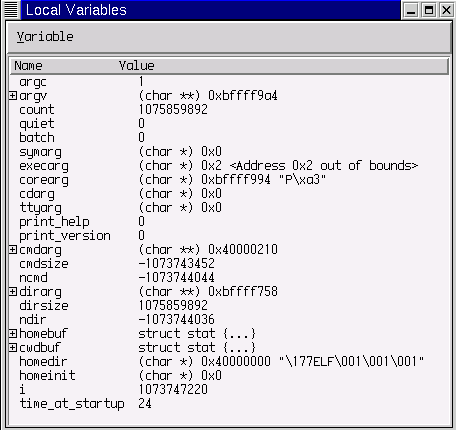 Local Variables
Variable
Name Value
argc 1
argv (char **) 0xbffff9a4
count 1075859892
quiet 0
batch 0
symarg (char *) 0x0
execarg (char *) 0x2 <Address 0x2 out of bounds>
corearg (char *) 0xbffff994 "P\xa3"
cdarg (char *) 0x0
ttyarg (char *) 0x0
print_help 0
print_version 0
cmdarg (char **) 0x40000210
cmdsize -1073743452
ncmd -1073744044
dirarg (char **) 0xbffff758
dirsize 1075859892
ndir -1073744036
homebuf struct stat {...}
cwdbuf struct stat {...}
homedir (char *) 0x40000000 "\177ELF\001\001\001"
homeinit (char *) 0x0
i 1073747220
time_at_startup 24